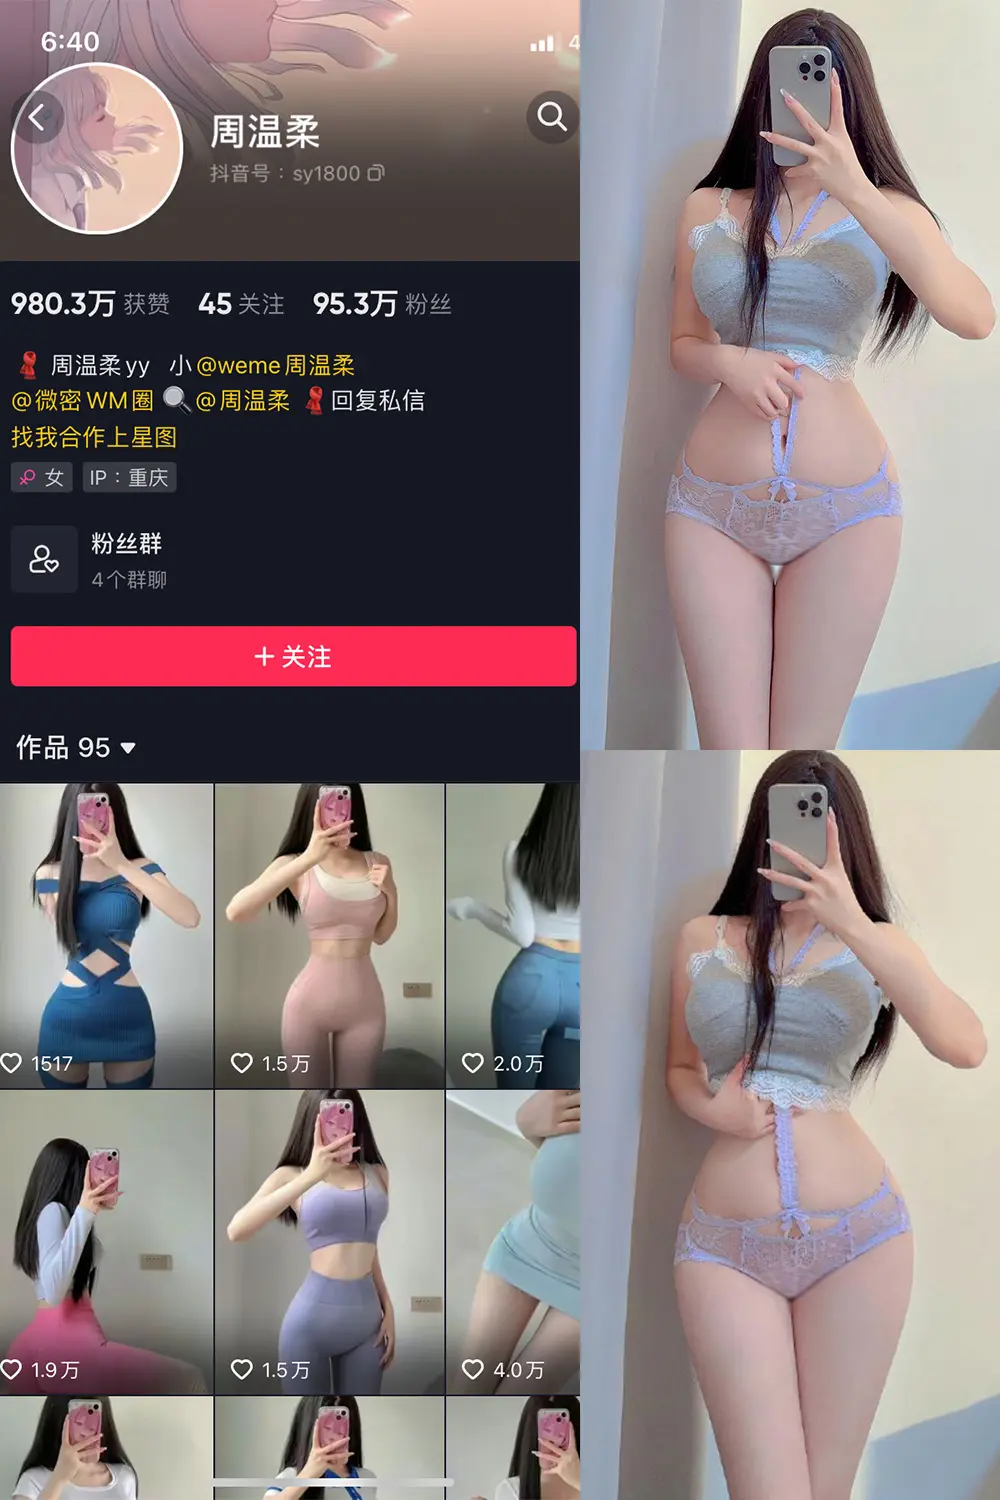 6:40
4
周温柔
抖音号：sy1800
980.3万 获赞 45 关注 95.3万 粉丝
周温柔yy 小@weme周温柔
@微密WM圈 @周温柔 回复私信
找我合作上星图
女 IP：重庆
粉丝群
4个群聊
+ 关注
作品 95
1517
1.5万
2.0万
1.9万
1.5万
4.0万